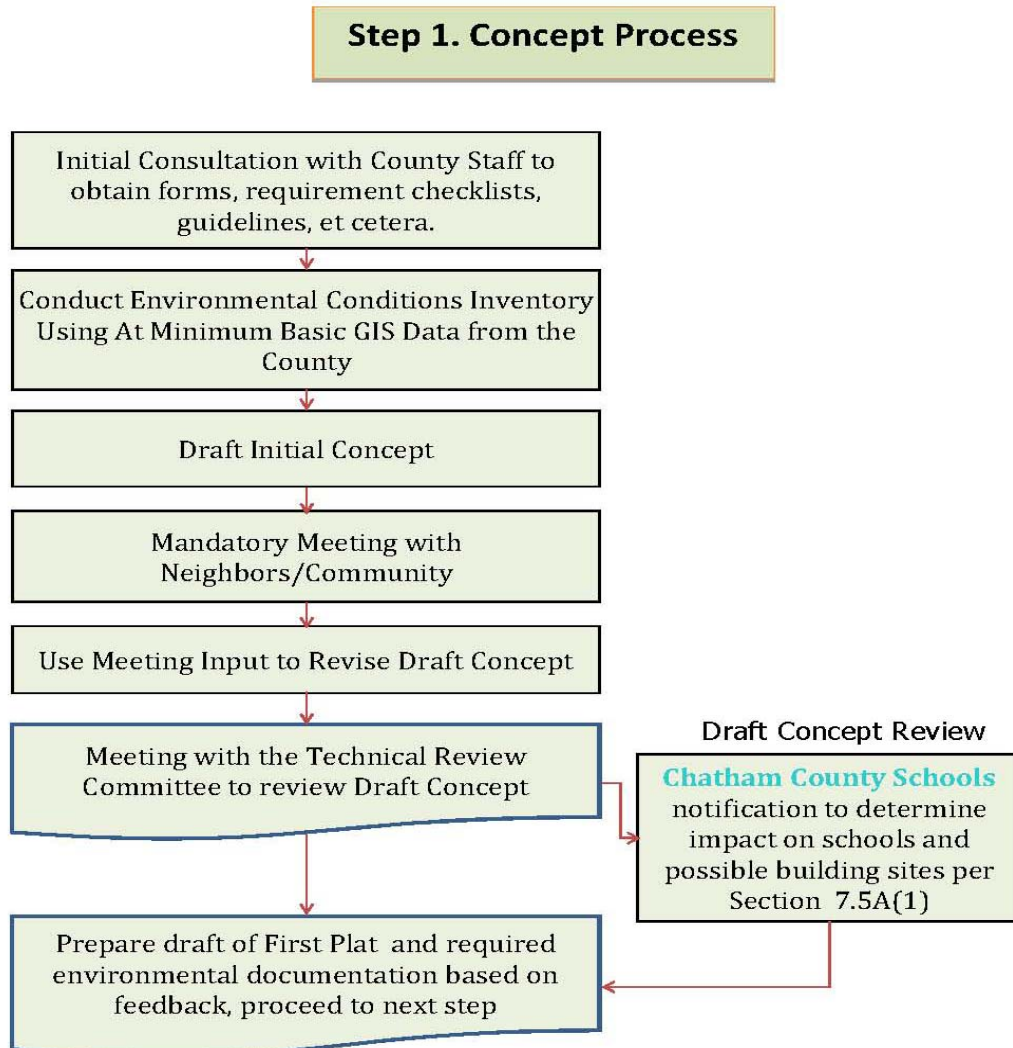 Step 1. Concept Process
Initial Consultation with County Staff to
obtain forms, requirement checklists,
guidelines, et cetera.
Conduct Environmental Conditions Inventory
Using At Minimum Basic GIS Data from the
County
Draft Initial Concept
Mandatory Meeting with
Neighbors/Community
Use Meeting Input to Revise Draft Concept
Meeting with the Technical Review
Committee to review Draft Concept
Draft Concept Review
Chatham County Schools
notification to determine
impact on schools and
possible building sites per
Section 7.5A(1)
Prepare draft of First Plat and required
environmental documentation based on
feedback, proceed to next step